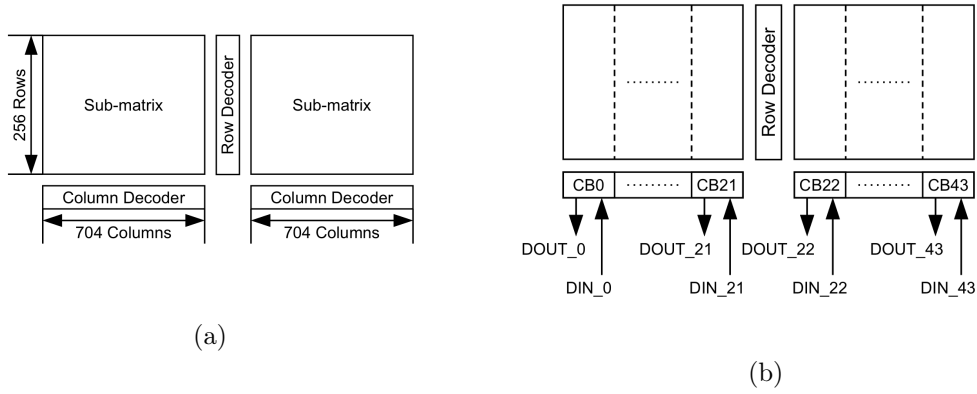 256 Rows
Sub-matrix
Row Decoder
Sub-matrix
Column Decoder
Column Decoder
704 Columns
704 Columns
(a)
Row Decoder
.........
.........
CB0
.........
CB21
CB22
.........
CB43
DOUT_0
DOUT_21
DOUT_22
DOUT_43
DIN_0
DIN_21
DIN_22
DIN_43
(b)